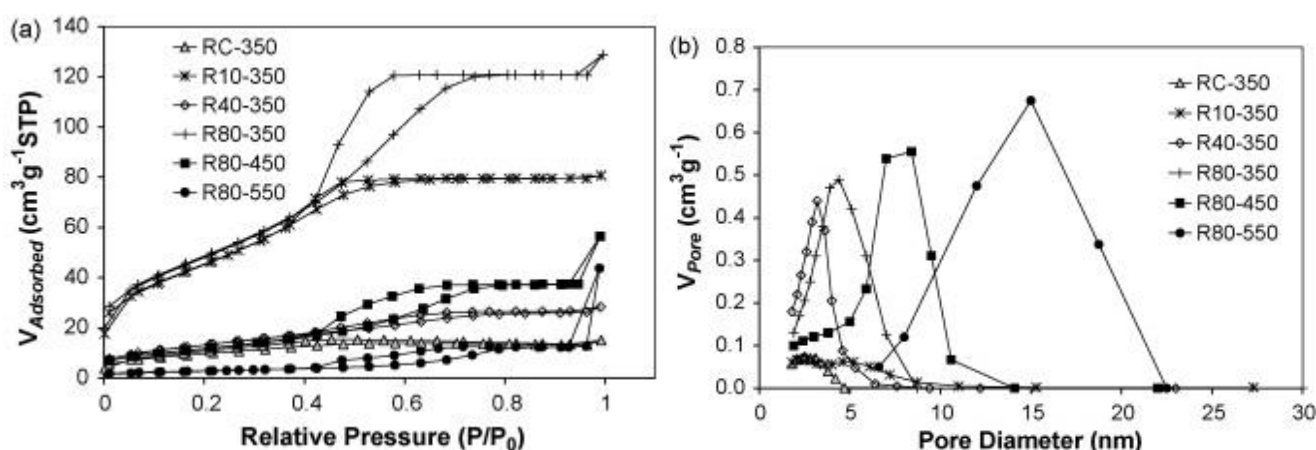 (a)
140
120
100
80
60
40
20
0
V_Adsorbed (cm³g⁻¹STP)
RC-350
R10-350
R40-350
R80-350
R80-450
R80-550
0 0.2 0.4 0.6 0.8 1
Relative Pressure (P/P₀)
(b)
0.8
0.7
0.6
0.5
0.4
0.3
0.2
0.1
0.0
V_Pore (cm³g⁻¹)
RC-350
R10-350
R40-350
R80-350
R80-450
R80-550
0 5 10 15 20 25 30
Pore Diameter (nm)